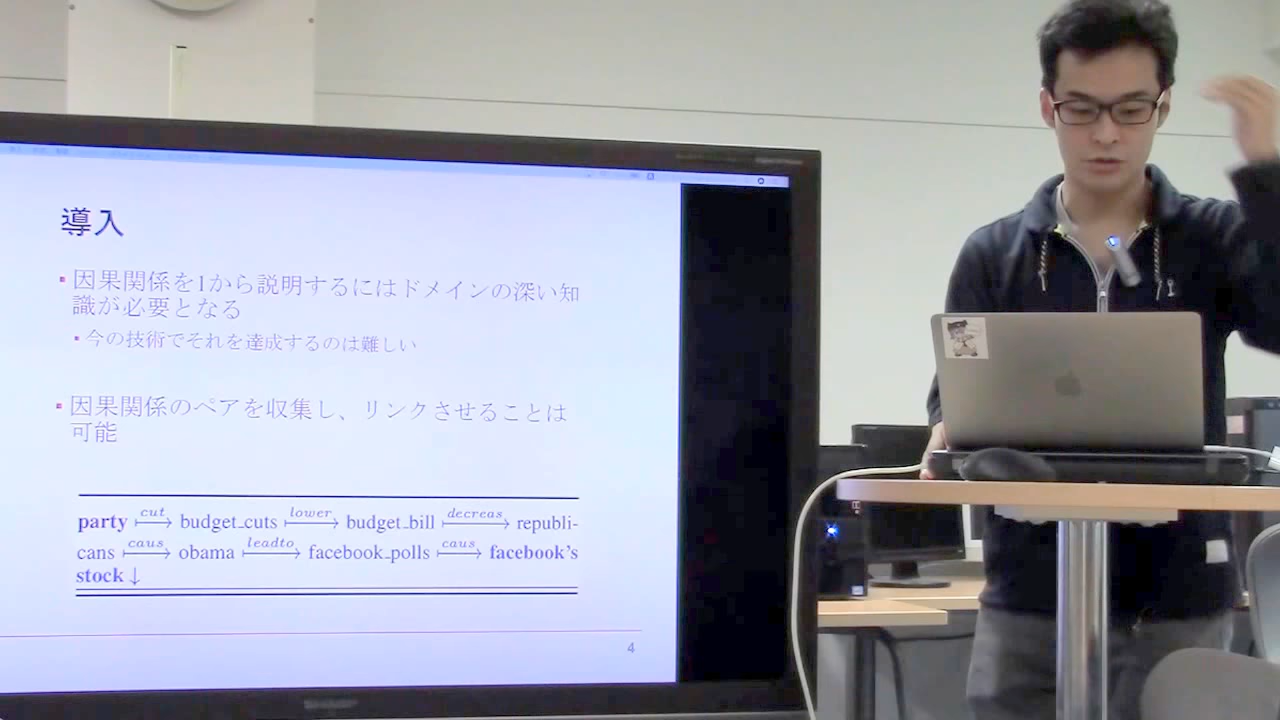 導入
因果関係を1から説明するにはドメインの深い知
識が必要となる
今の技術でそれを達成するのは難しい
因果関係のペアを収集し、リンクさせることは
可能
party ⟼cut budget_cuts ⟼lower budget_bill ⟼decreas republi-
cans ⟼caus obama ⟼leadto facebook_polls ⟼caus facebook's
stock ↓
4